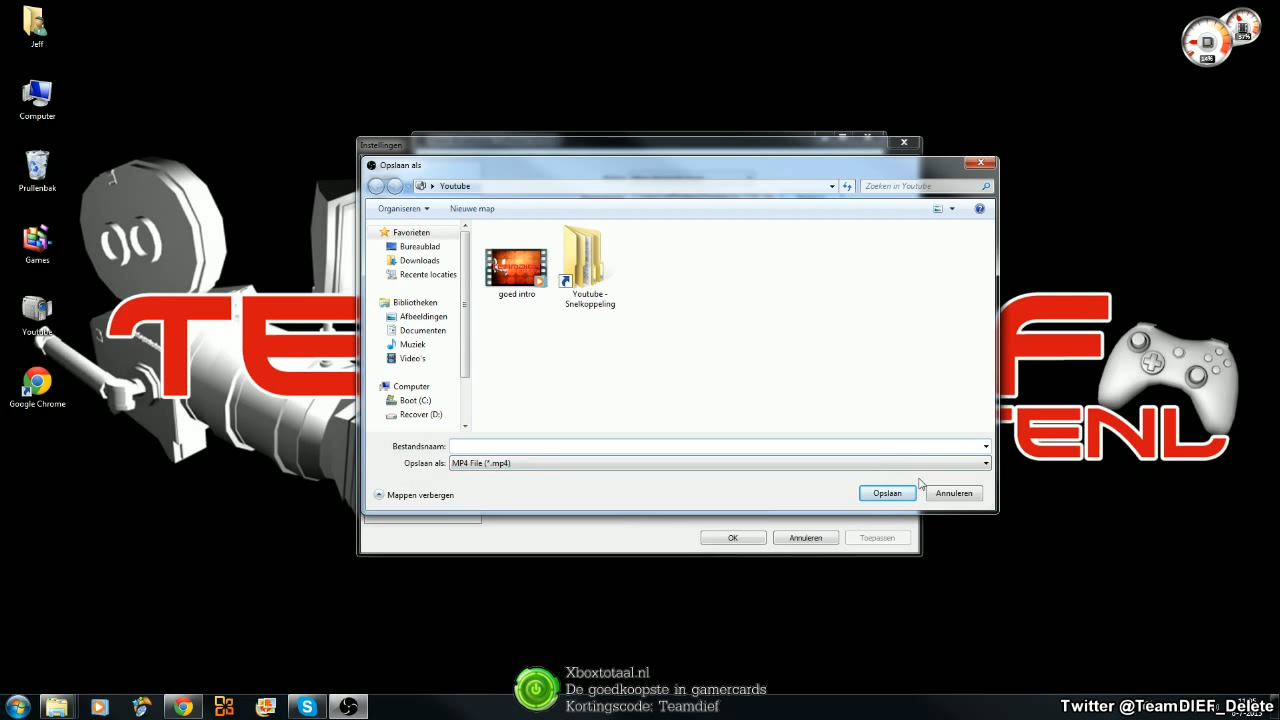 Jeff
Computer
Prullenbak
Games
Youtube
Google Chrome
14%
37%
Instellingen
Opslaan als
Youtube
Zoeken in Youtube
Organiseren
Nieuwe map
Favorieten
Bureaublad
Downloads
Recente locaties
Bibliotheken
Afbeeldingen
Documenten
Muziek
Video's
Computer
Boot (C:)
Recover (D:)
goed intro
Youtube -
Snelkoppeling
Bestandsnaam:
Opslaan als: MP4 File (*.mp4)
Mappen verbergen
Opslaan
Annuleren
OK
Annuleren
Toepassen
Xboxtotaal.nl
De goedkoopste in gamercards
Kortingscode: Teamdief
Twitter @TeamDIEF_Delete